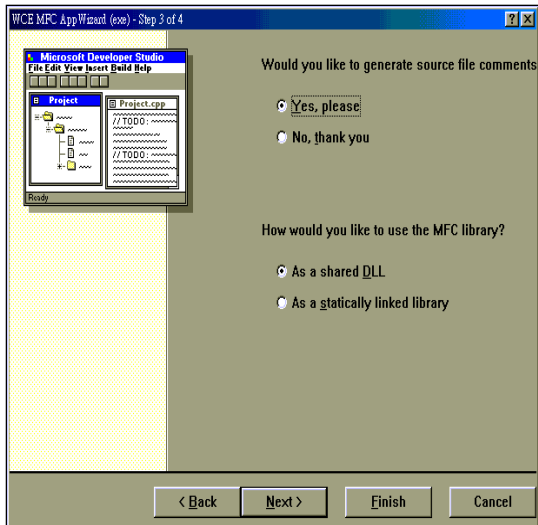 WCE MFC AppWizard (exe) - Step 3 of 4
Microsoft Developer Studio
File Edit View Insert Build Help
Project
Project.cpp
//TODO:
//TODO:
Ready
Would you like to generate source file comments
Yes, please
No, thank you
How would you like to use the MFC library?
As a shared DLL
As a statically linked library
< Back
Next >
Finish
Cancel